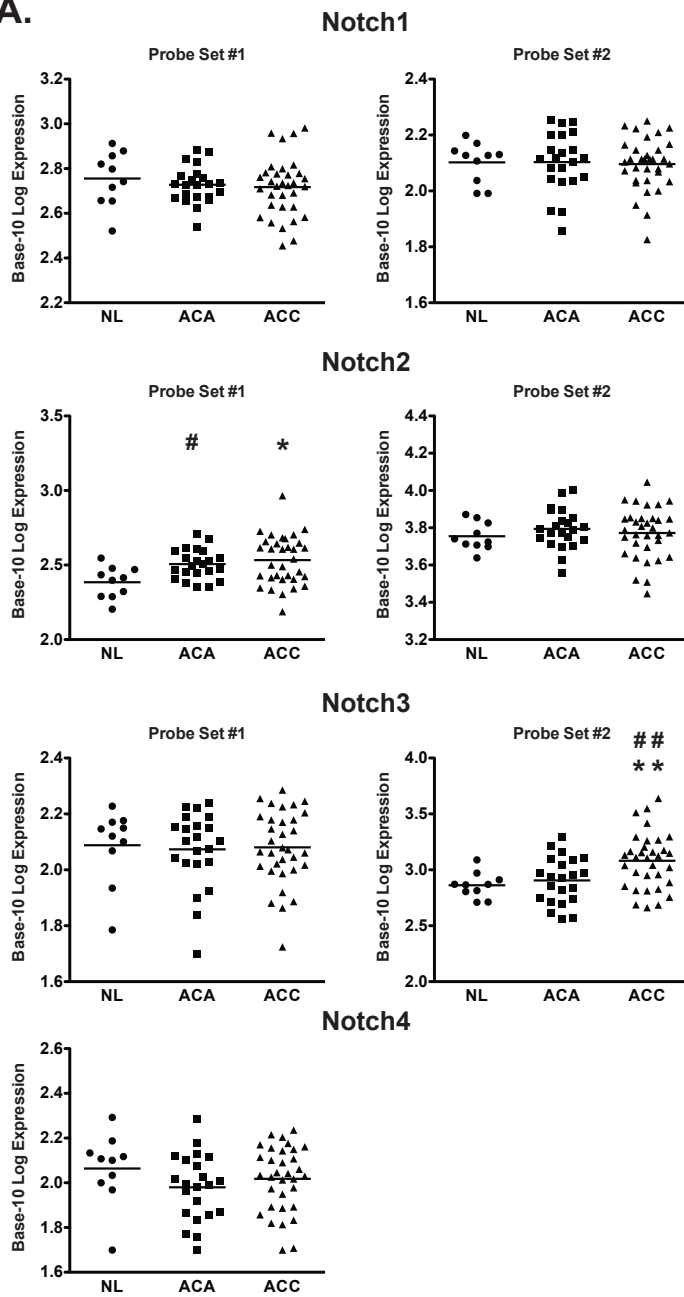 A.
Notch1
Probe Set #1
Base-10 Log Expression
3.2
3.0
2.8
2.6
2.4
2.2
NL ACA ACC
Probe Set #2
Base-10 Log Expression
2.4
2.2
2.0
1.8
1.6
NL ACA ACC
Notch2
Probe Set #1
Base-10 Log Expression
3.5
3.0
2.5
2.0
# *
NL ACA ACC
Probe Set #2
Base-10 Log Expression
4.4
4.2
4.0
3.8
3.6
3.4
3.2
NL ACA ACC
Notch3
Probe Set #1
Base-10 Log Expression
2.4
2.2
2.0
1.8
1.6
NL ACA ACC
Probe Set #2
Base-10 Log Expression
4.0
3.5
3.0
2.5
2.0
##
**
NL ACA ACC
Notch4
Base-10 Log Expression
2.6
2.4
2.2
2.0
1.8
1.6
NL ACA ACC